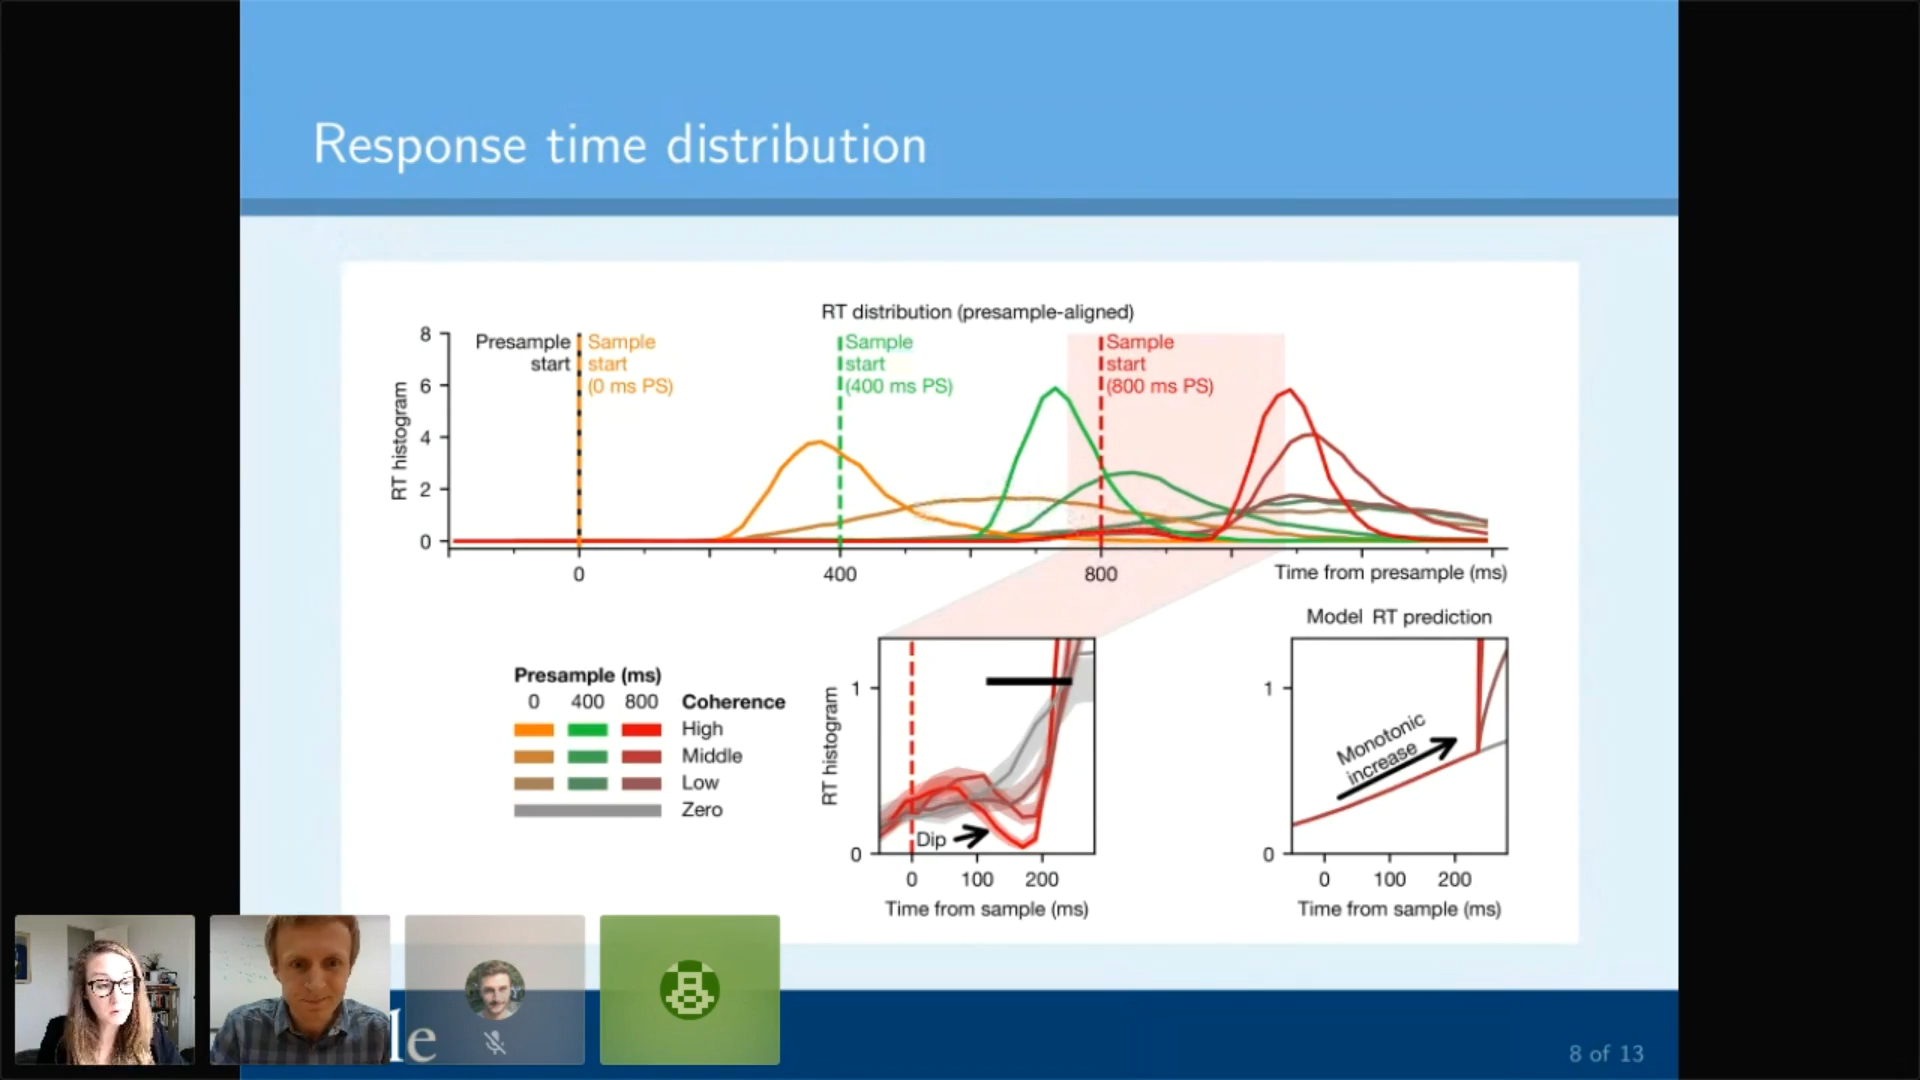 Response time distribution
RT distribution (presample-aligned)
Presample
start
Sample
start
(0 ms PS)
Sample
start
(400 ms PS)
Sample
start
(800 ms PS)
8
6
4
2
0
RT histogram
0
400
800
Time from presample (ms)
Presample (ms)
0 400 800 Coherence
High
Middle
Low
Zero
RT histogram
1
0
Dip
0 100 200
Time from sample (ms)
Model RT prediction
1
0
Monotonic
increase
0 100 200
Time from sample (ms)
le
8 of 13